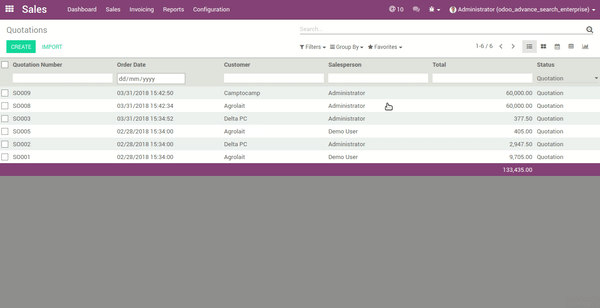 Sales Dashboard Sales Invoicing Reports Configuration @ 10 Administrator (odoo_advance_search_enterprise)
Quotations Search...
CREATE IMPORT Filters Group By Favorites 1-6 / 6
Quotation Number Order Date Customer Salesperson Total Status
dd/mm/yyyy Quotation
SO009 03/31/2018 15:42:50 Camptocamp Administrator 60,000.00 Quotation
SO008 03/31/2018 15:42:34 Agrolait Administrator 60,000.00 Quotation
SO003 03/31/2018 15:34:52 Delta PC Administrator 377.50 Quotation
SO005 02/28/2018 15:34:00 Agrolait Demo User 405.00 Quotation
SO002 02/28/2018 15:34:00 Delta PC Administrator 2,947.50 Quotation
SO001 02/28/2018 15:34:00 Agrolait Demo User 9,705.00 Quotation
133,435.00